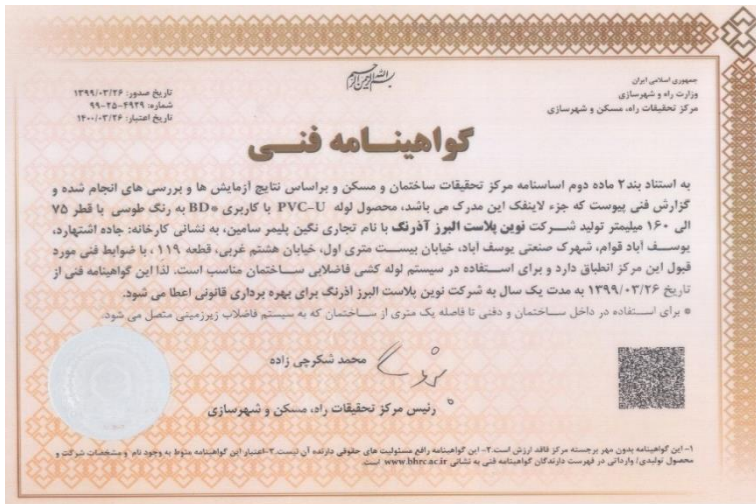 بسم الله الرحمن الرحیم
جمهوری اسلامی ایران
وزارت راه و شهرسازی
مرکز تحقیقات راه، مسکن و شهرسازی
تاریخ صدور: ۱۳۹۹/۰۳/۲۶
شماره: ۴۹۲۹-۲۵-۹۹
تاریخ اعتبار: ۱۴۰۰/۰۳/۲۶
گواهینامه فنی
به استناد بند۲ ماده دوم اساسنامه مرکز تحقیقات ساختمان و مسکن و براساس نتایج آزمایش ها و بررسی های انجام شده و
گزارش فنی پیوست که جزء لاینفک این مدرک می باشد، محصول لوله PVC-U با کاربری BD* به رنگ طوسی با قطر ۷۵
الی ۱۶۰ میلیمتر تولید شرکت نوین پلاست البرز آذرنگ با نام تجاری نگین پلیمر سامین، به نشانی کارخانه: جاده اشتهارد،
یوسف آباد قوام، شهرک صنعتی یوسف آباد، خیابان بیست متری اول، خیابان هشتم غربی، قطعه ۱۱۹ ، با ضوابط فنی مورد
قبول این مرکز انطباق دارد و برای استفاده در سیستم لوله کشی فاضلابی ساختمان مناسب است. لذا این گواهینامه فنی از
تاریخ ۱۳۹۹/۰۳/۲۶ به مدت یک سال به شرکت نوین پلاست البرز آذرنگ برای بهره برداری قانونی اعطا می شود.
* برای استفاده در داخل ساختمان و دفنی تا فاصله یک متری از ساختمان که به سیستم فاضلاب زیرزمینی متصل می شود.
محمد شکرچی زاده
رئیس مرکز تحقیقات راه، مسکن و شهرسازی
۱- این گواهینامه بدون مهر برجسته مرکز فاقد ارزش است.۲- این گواهینامه رافع مسئولیت های حقوقی دارنده آن نیست.۳-اعتبار این گواهینامه منوط به وجود نام و مشخصات شرکت و
محصول تولیدی/ وارداتی در فهرست دارندگان گواهینامه فنی به نشانی www.bhrc.ac.ir است.